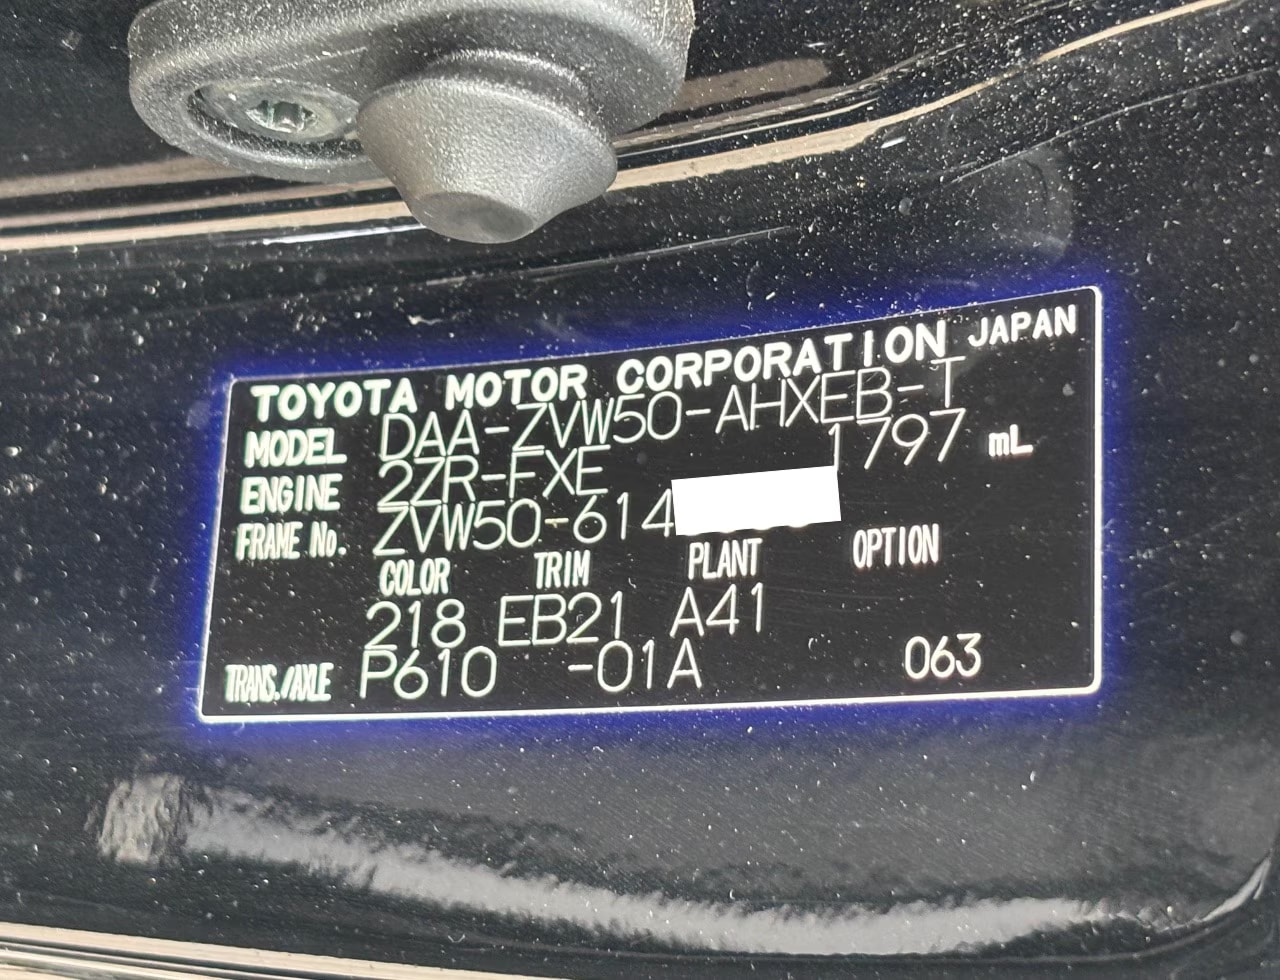 TOYOTA MOTOR CORPORATION JAPAN
MODEL DAA-ZVW50-AHXEB-T
ENGINE 2ZR-FXE 1797 mL
FRAME No. ZVW50-614
COLOR TRIM PLANT OPTION
218 EB21 A41
TRANS./AXLE P610 -01A 063